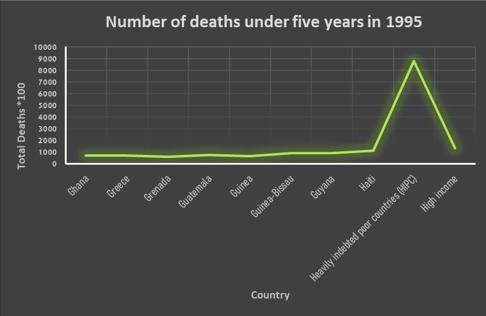 Number of deaths under five years in 1995
Total Deaths *100
10000
9000
8000
7000
6000
5000
4000
3000
2000
1000
0
Ghana
Greece
Grenada
Guatemala
Guinea
Guinea-Bissau
Guyana
Haiti
Heavily indebted poor countries (HIPC)
High income
Country